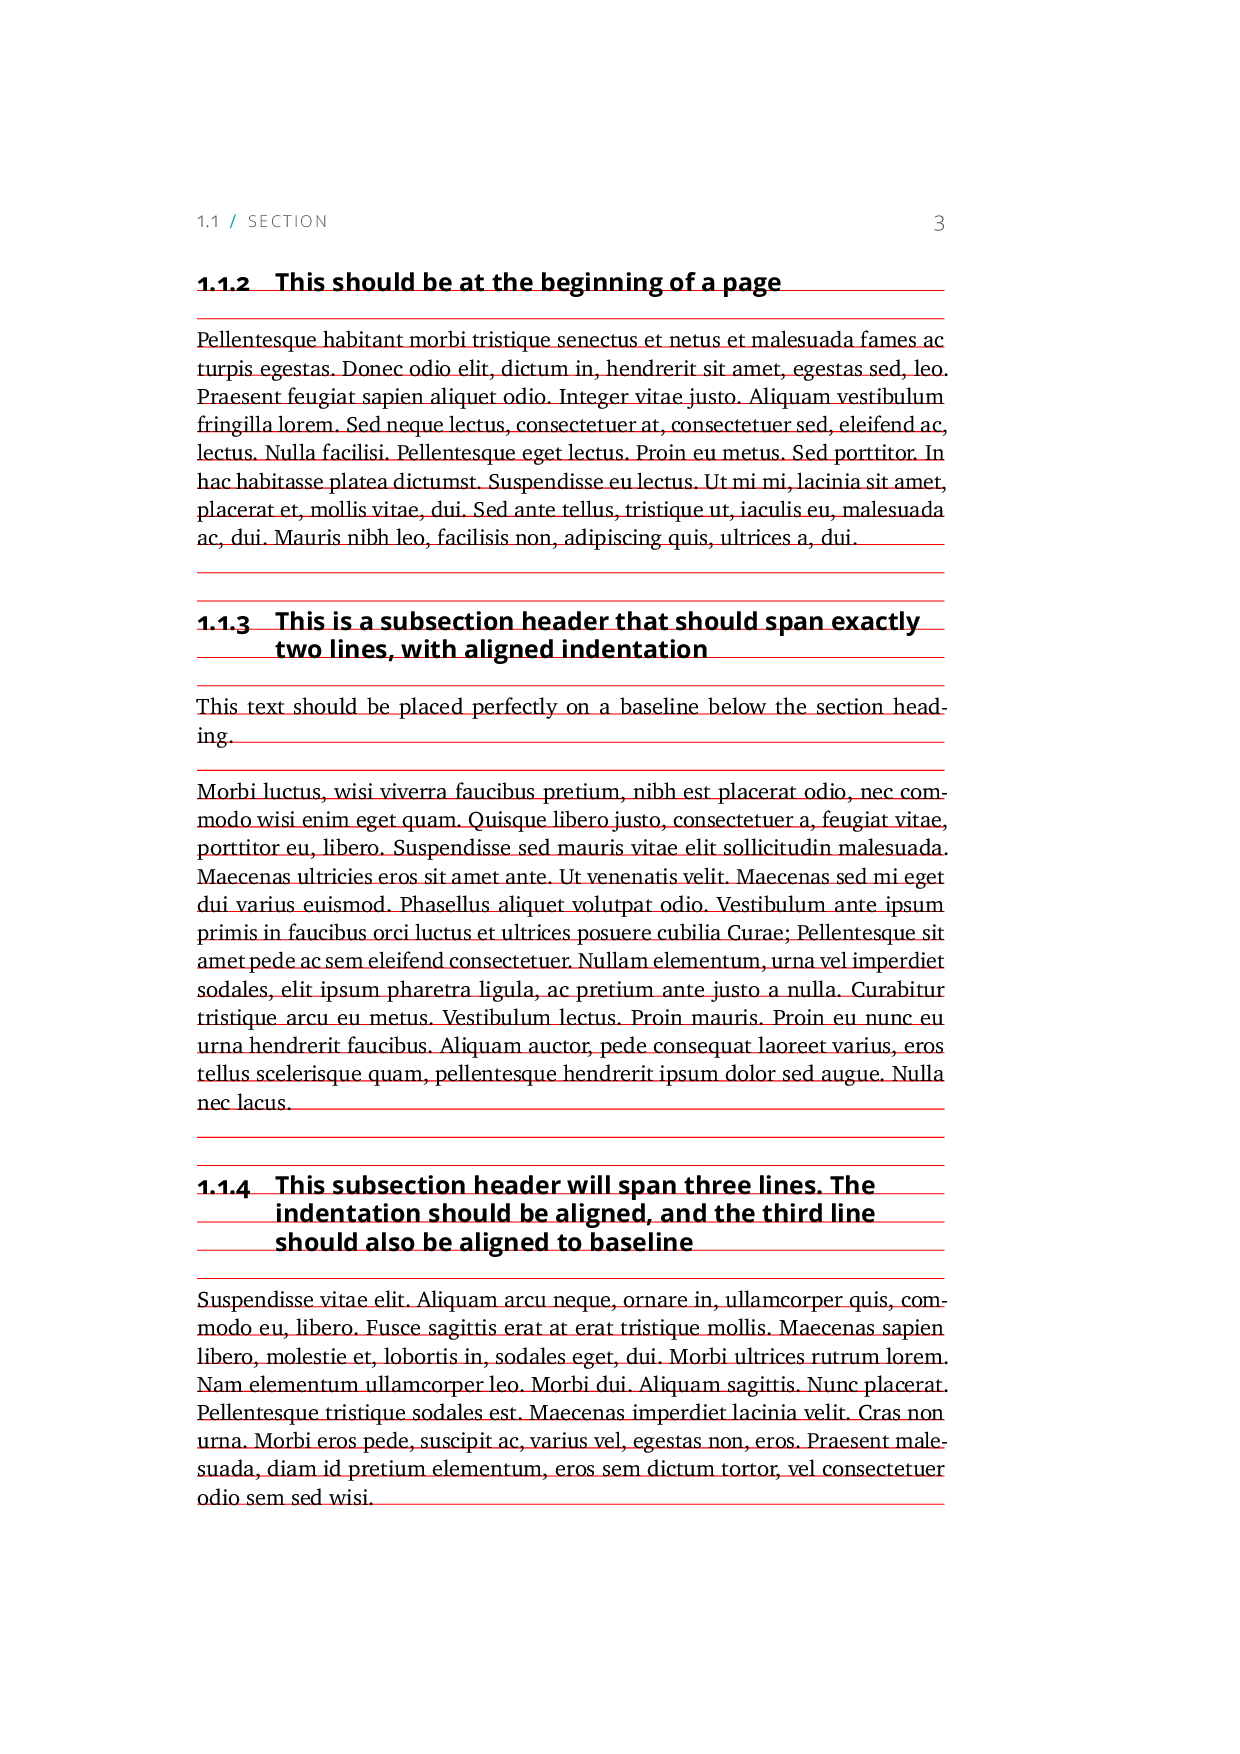 1.1 / SECTION 3
1.1.2 This should be at the beginning of a page
Pellentesque habitant morbi tristique senectus et netus et malesuada fames ac
turpis egestas. Donec odio elit, dictum in, hendrerit sit amet, egestas sed, leo.
Praesent feugiat sapien aliquet odio. Integer vitae justo. Aliquam vestibulum
fringilla lorem. Sed neque lectus, consectetuer at, consectetuer sed, eleifend ac,
lectus. Nulla facilisi. Pellentesque eget lectus. Proin eu metus. Sed porttitor. In
hac habitasse platea dictumst. Suspendisse eu lectus. Ut mi mi, lacinia sit amet,
placerat et, mollis vitae, dui. Sed ante tellus, tristique ut, iaculis eu, malesuada
ac, dui. Mauris nibh leo, facilisis non, adipiscing quis, ultrices a, dui.
1.1.3 This is a subsection header that should span exactly
two lines, with aligned indentation
This text should be placed perfectly on a baseline below the section head-
ing.
Morbi luctus, wisi viverra faucibus pretium, nibh est placerat odio, nec com-
modo wisi enim eget quam. Quisque libero justo, consectetuer a, feugiat vitae,
porttitor eu, libero. Suspendisse sed mauris vitae elit sollicitudin malesuada.
Maecenas ultricies eros sit amet ante. Ut venenatis velit. Maecenas sed mi eget
dui varius euismod. Phasellus aliquet volutpat odio. Vestibulum ante ipsum
primis in faucibus orci luctus et ultrices posuere cubilia Curae; Pellentesque sit
amet pede ac sem eleifend consectetuer. Nullam elementum, urna vel imperdiet
sodales, elit ipsum pharetra ligula, ac pretium ante justo a nulla. Curabitur
tristique arcu eu metus. Vestibulum lectus. Proin mauris. Proin eu nunc eu
urna hendrerit faucibus. Aliquam auctor, pede consequat laoreet varius, eros
tellus scelerisque quam, pellentesque hendrerit ipsum dolor sed augue. Nulla
nec lacus.
1.1.4 This subsection header will span three lines. The
indentation should be aligned, and the third line
should also be aligned to baseline
Suspendisse vitae elit. Aliquam arcu neque, ornare in, ullamcorper quis, com-
modo eu, libero. Fusce sagittis erat at erat tristique mollis. Maecenas sapien
libero, molestie et, lobortis in, sodales eget, dui. Morbi ultrices rutrum lorem.
Nam elementum ullamcorper leo. Morbi dui. Aliquam sagittis. Nunc placerat.
Pellentesque tristique sodales est. Maecenas imperdiet lacinia velit. Cras non
urna. Morbi eros pede, suscipit ac, varius vel, egestas non, eros. Praesent male-
suada, diam id pretium elementum, eros sem dictum tortor, vel consectetuer
odio sem sed wisi.